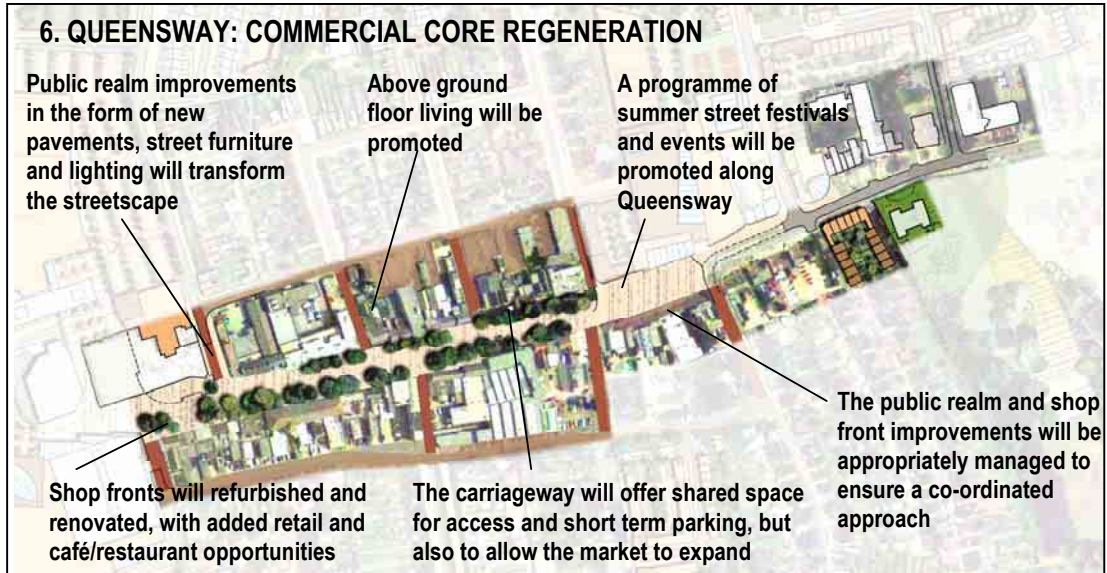 6. QUEENSWAY: COMMERCIAL CORE REGENERATION
Public realm improvements
in the form of new
pavements, street furniture
and lighting will transform
the streetscape
Above ground
floor living will be
promoted
A programme of
summer street festivals
and events will be
promoted along
Queensway
Shop fronts will refurbished and
renovated, with added retail and
café/restaurant opportunities
The carriageway will offer shared space
for access and short term parking, but
also to allow the market to expand
The public realm and shop
front improvements will be
appropriately managed to
ensure a co-ordinated
approach